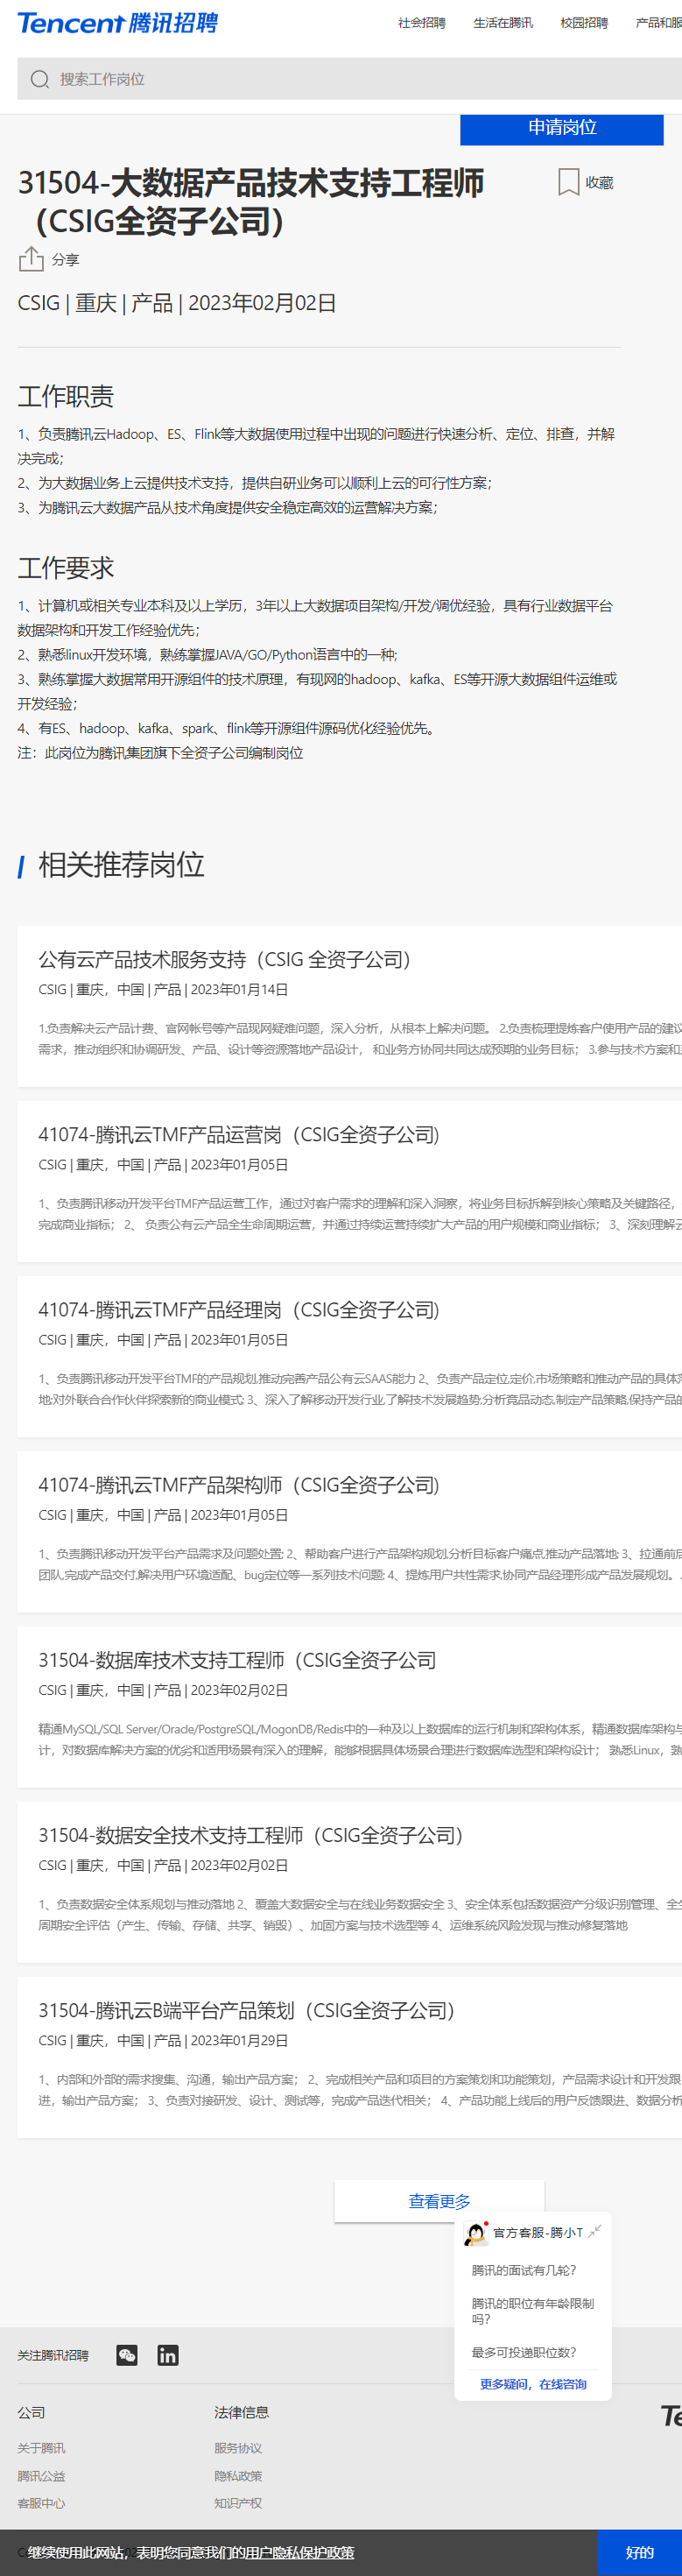 Tencent 腾讯招聘
社会招聘 生活在腾讯 校园招聘 产品和服
搜索工作岗位
申请岗位
31504-大数据产品技术支持工程师
（CSIG全资子公司）
收藏
分享
CSIG | 重庆 | 产品 | 2023年02月02日
工作职责
1、负责腾讯云Hadoop、ES、Flink等大数据使用过程中出现的问题进行快速分析、定位、排查，并解
决完成；
2、为大数据业务上云提供技术支持，提供自研业务可以顺利上云的可行性方案；
3、为腾讯云大数据产品从技术角度提供安全稳定高效的运营解决方案；
工作要求
1、计算机或相关专业本科及以上学历，3年以上大数据项目架构/开发/调优经验，具有行业数据平台
数据架构和开发工作经验优先；
2、熟悉linux开发环境，熟练掌握JAVA/GO/Python语言中的一种;
3、熟练掌握大数据常用开源组件的技术原理，有现网的hadoop、kafka、ES等开源大数据组件运维或
开发经验；
4、有ES、hadoop、kafka、spark、flink等开源组件源码优化经验优先。
注：此岗位为腾讯集团旗下全资子公司编制岗位
相关推荐岗位
公有云产品技术服务支持（CSIG 全资子公司）
CSIG | 重庆，中国 | 产品 | 2023年01月14日
1.负责解决云产品计费、官网帐号等产品现网疑难问题，深入分析，从根本上解决问题。 2.负责梳理提炼客户使用产品的建议
需求，推动组织和协调研发、产品、设计等资源落地产品设计， 和业务方协同共同达成预期的业务目标； 3.参与技术方案和
41074-腾讯云TMF产品运营岗（CSIG全资子公司)
CSIG | 重庆，中国 | 产品 | 2023年01月05日
1、负责腾讯移动开发平台TMF产品运营工作，通过对客户需求的理解和深入洞察，将业务目标拆解到核心策略及关键路径，
完成商业指标； 2、 负责公有云产品全生命周期运营，并通过持续运营持续扩大产品的用户规模和商业指标； 3、深刻理解云
41074-腾讯云TMF产品经理岗（CSIG全资子公司)
CSIG | 重庆，中国 | 产品 | 2023年01月05日
1、负责腾讯移动开发平台TMF的产品规划,推动完善产品公有云SAAS能力 2、负责产品定位,定价,市场策略和推动产品的具体落
地;对外联合合作伙伴探索新的商业模式; 3、深入了解移动开发行业,了解技术发展趋势;分析竞品动态,制定产品策略,保持产品的
41074-腾讯云TMF产品架构师（CSIG全资子公司)
CSIG | 重庆，中国 | 产品 | 2023年01月05日
1、负责腾讯移动开发平台产品需求及问题处置; 2、帮助客户进行产品架构规划,分析目标客户痛点,推动产品落地; 3、拉通前后
团队,完成产品交付,解决用户环境适配、bug定位等一系列技术问题; 4、提炼用户共性需求,协同产品经理形成产品发展规划。
31504-数据库技术支持工程师（CSIG全资子公司
CSIG | 重庆，中国 | 产品 | 2023年02月02日
精通MySQL/SQL Server/Oracle/PostgreSQL/MogonDB/Redis中的一种及以上数据库的运行机制和架构体系，精通数据库架构与
计，对数据库解决方案的优劣和适用场景有深入的理解，能够根据具体场景合理进行数据库选型和架构设计； 熟悉Linux，熟
31504-数据安全技术支持工程师（CSIG全资子公司）
CSIG | 重庆，中国 | 产品 | 2023年02月02日
1、负责数据安全体系规划与推动落地 2、覆盖大数据安全与在线业务数据安全 3、安全体系包括数据资产分级识别管理、全生
周期安全评估（产生、传输、存储、共享、销毁）、加固方案与技术选型等 4、运维系统风险发现与推动修复落地
31504-腾讯云B端平台产品策划（CSIG全资子公司）
CSIG | 重庆，中国 | 产品 | 2023年01月29日
1、内部和外部的需求搜集、沟通，输出产品方案； 2、完成相关产品和项目的方案策划和功能策划，产品需求设计和开发跟
进，输出产品方案； 3、负责对接研发、设计、测试等，完成产品迭代相关； 4、产品功能上线后的用户反馈跟进、数据分析
查看更多
官方客服-腾小T
腾讯的面试有几轮?
腾讯的职位有年龄限制
吗?
最多可投递职位数?
更多疑问，在线咨询
关注腾讯招聘
公司 法律信息
关于腾讯 服务协议
腾讯公益 隐私政策
客服中心 知识产权
继续使用此网站，表明您同意我们的用户隐私保护政策
好的